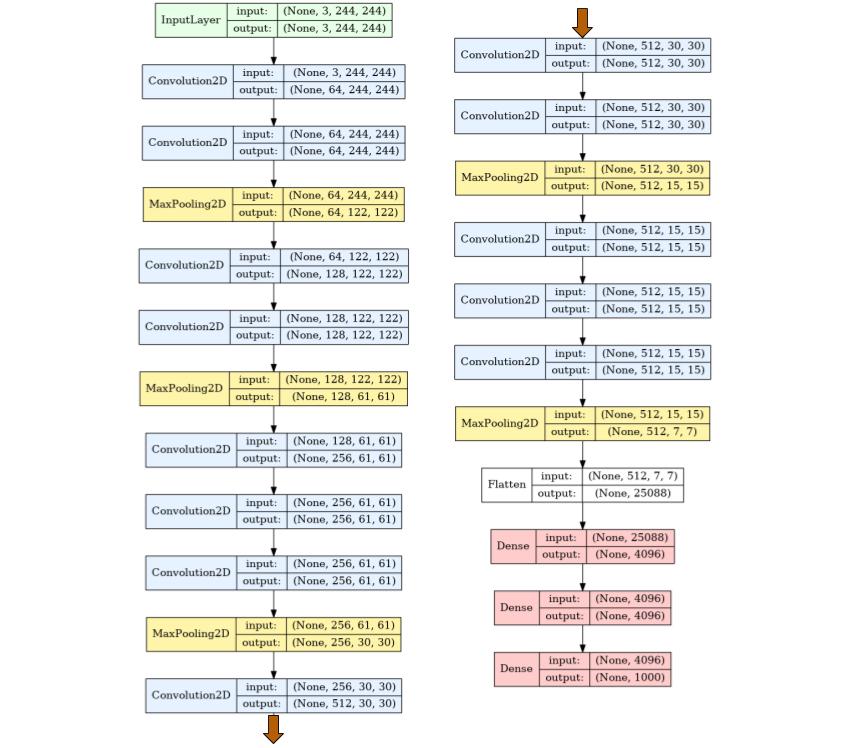 InputLayer
input: (None, 3, 244, 244)
output: (None, 3, 244, 244)
Convolution2D
input: (None, 3, 244, 244)
output: (None, 64, 244, 244)
Convolution2D
input: (None, 64, 244, 244)
output: (None, 64, 244, 244)
MaxPooling2D
input: (None, 64, 244, 244)
output: (None, 64, 122, 122)
Convolution2D
input: (None, 64, 122, 122)
output: (None, 128, 122, 122)
Convolution2D
input: (None, 128, 122, 122)
output: (None, 128, 122, 122)
MaxPooling2D
input: (None, 128, 122, 122)
output: (None, 128, 61, 61)
Convolution2D
input: (None, 128, 61, 61)
output: (None, 256, 61, 61)
Convolution2D
input: (None, 256, 61, 61)
output: (None, 256, 61, 61)
Convolution2D
input: (None, 256, 61, 61)
output: (None, 256, 61, 61)
MaxPooling2D
input: (None, 256, 61, 61)
output: (None, 256, 30, 30)
Convolution2D
input: (None, 256, 30, 30)
output: (None, 512, 30, 30)
Convolution2D
input: (None, 512, 30, 30)
output: (None, 512, 30, 30)
Convolution2D
input: (None, 512, 30, 30)
output: (None, 512, 30, 30)
MaxPooling2D
input: (None, 512, 30, 30)
output: (None, 512, 15, 15)
Convolution2D
input: (None, 512, 15, 15)
output: (None, 512, 15, 15)
Convolution2D
input: (None, 512, 15, 15)
output: (None, 512, 15, 15)
Convolution2D
input: (None, 512, 15, 15)
output: (None, 512, 15, 15)
MaxPooling2D
input: (None, 512, 15, 15)
output: (None, 512, 7, 7)
Flatten
input: (None, 512, 7, 7)
output: (None, 25088)
Dense
input: (None, 25088)
output: (None, 4096)
Dense
input: (None, 4096)
output: (None, 4096)
Dense
input: (None, 4096)
output: (None, 1000)